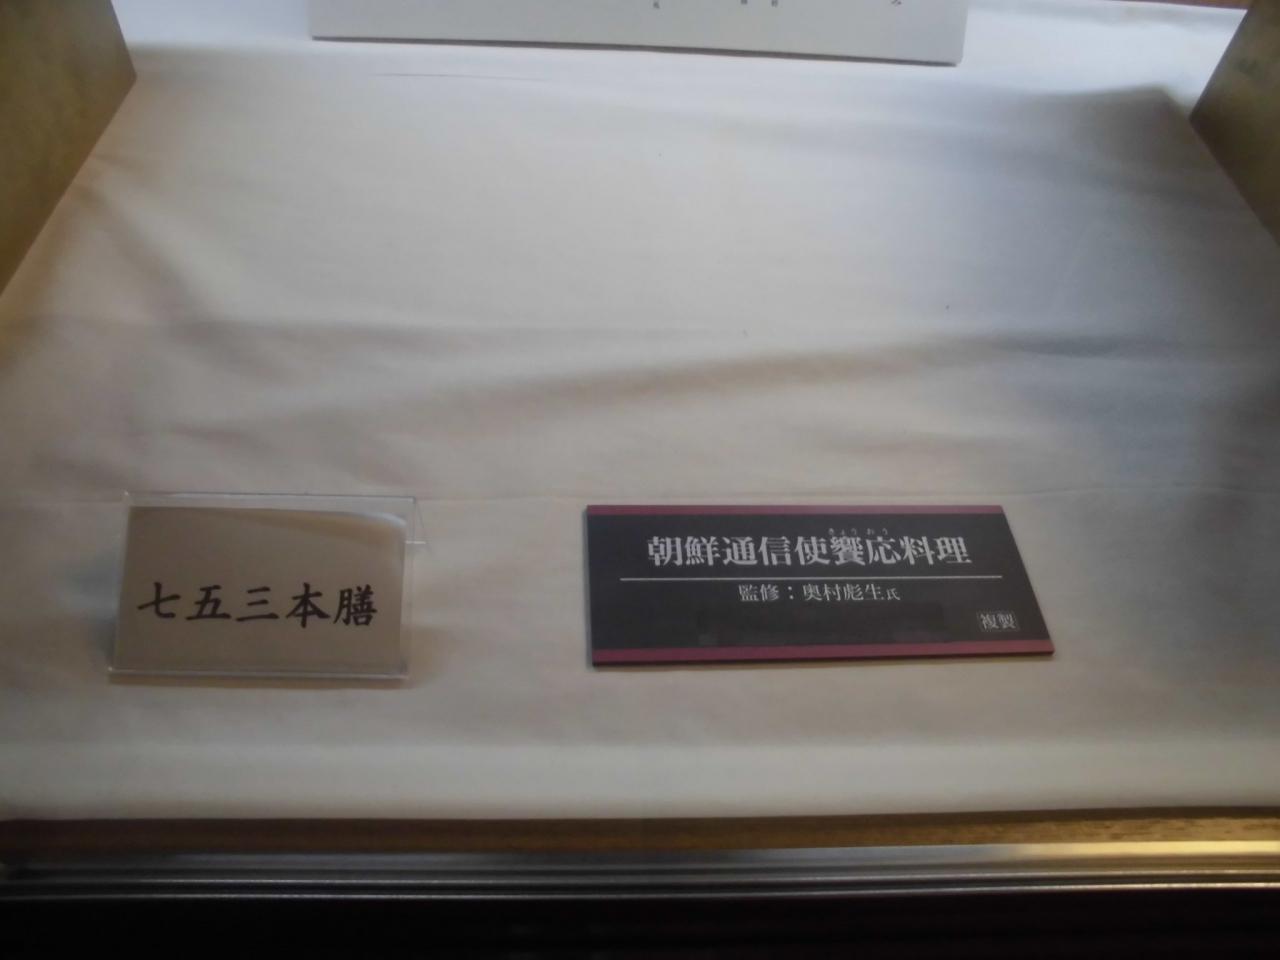 七五三本膳
きょうおう
朝鮮通信使饗応料理
監修：奥村彪生氏
複製